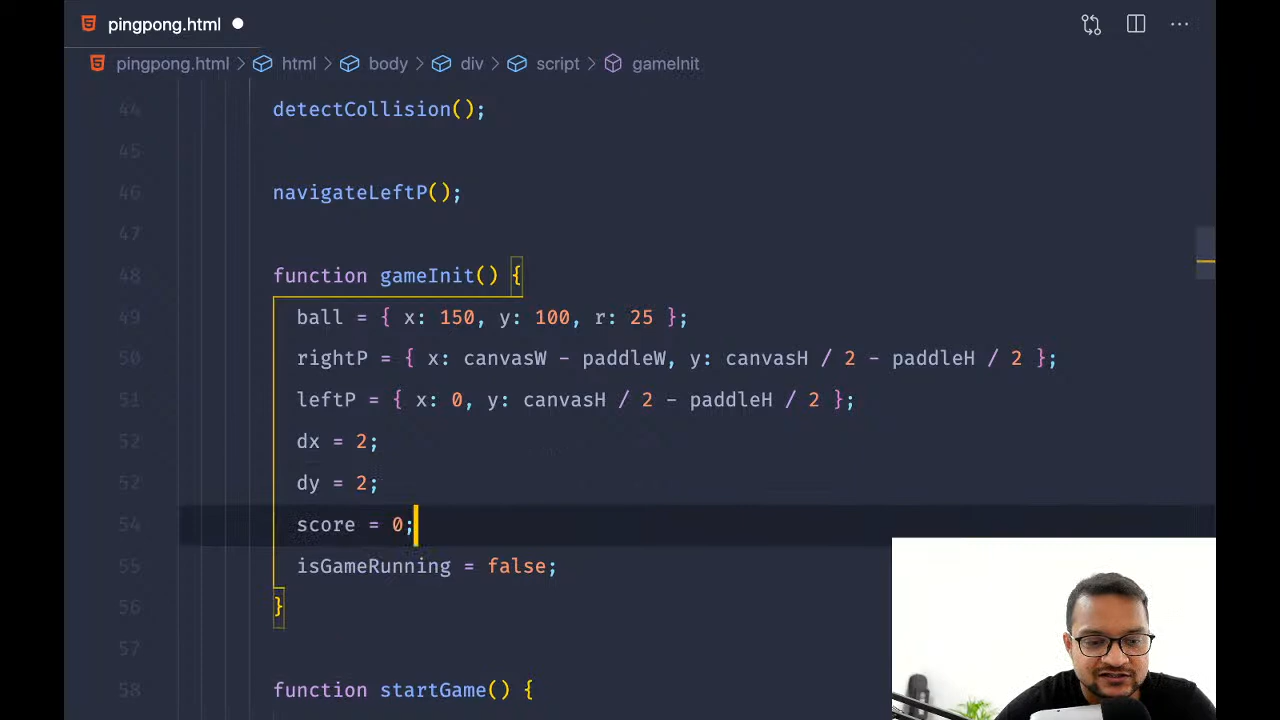 pingpong.html
pingpong.html > html > body > div > script > gameInit
44 detectCollision();
45
46 navigateLeftP();
47
48 function gameInit() {
49 ball = { x: 150, y: 100, r: 25 };
50 rightP = { x: canvasW - paddleW, y: canvasH / 2 - paddleH / 2 };
51 leftP = { x: 0, y: canvasH / 2 - paddleH / 2 };
52 dx = 2;
52 dy = 2;
54 score = 0;
55 isGameRunning = false;
56 }
57
58 function startGame() {